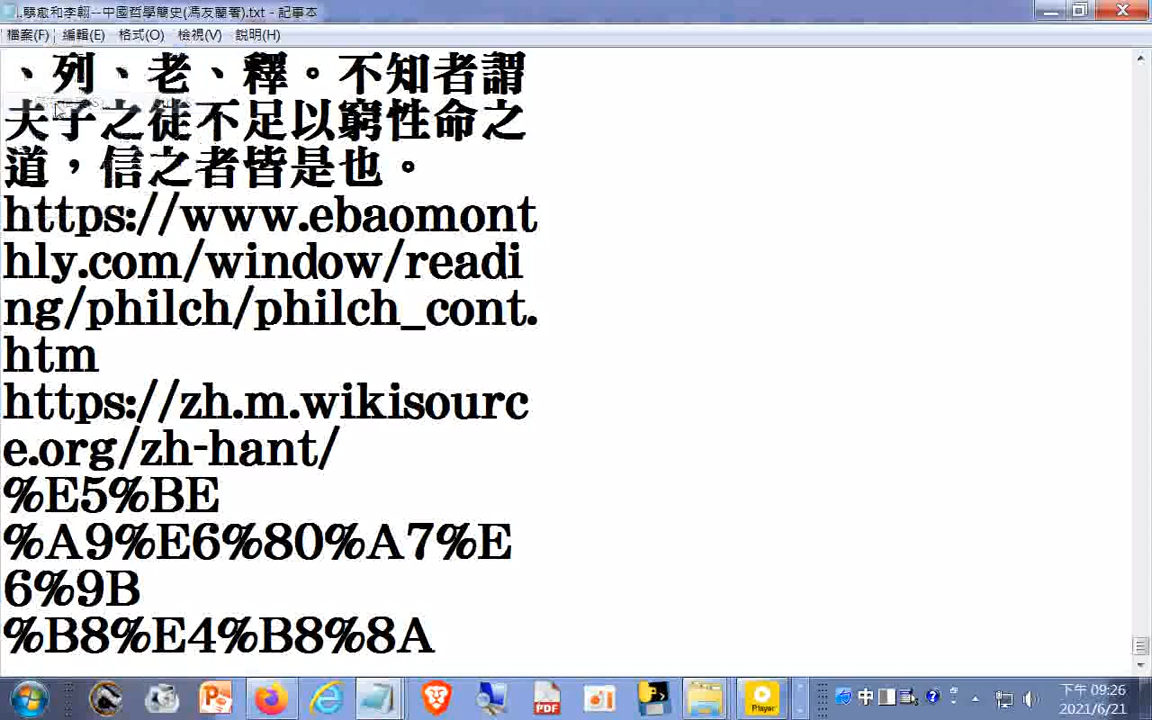 1.韓愈和李翱--中國哲學簡史(馮友蘭著).txt - 記事本
檔案(F) 編輯(E) 格式(O) 檢視(V) 說明(H)
、列、老、釋。不知者謂
夫子之徒不足以窮性命之
道，信之者皆是也。
https://www.ebaomont
hly.com/window/readi
ng/philch/philch_cont.
htm
https://zh.m.wikisourc
e.org/zh-hant/
%E5%BE
%A9%E6%80%A7%E
6%9B
%B8%E4%B8%8A
PDF
Player
中
下午 09:26
2021/6/21